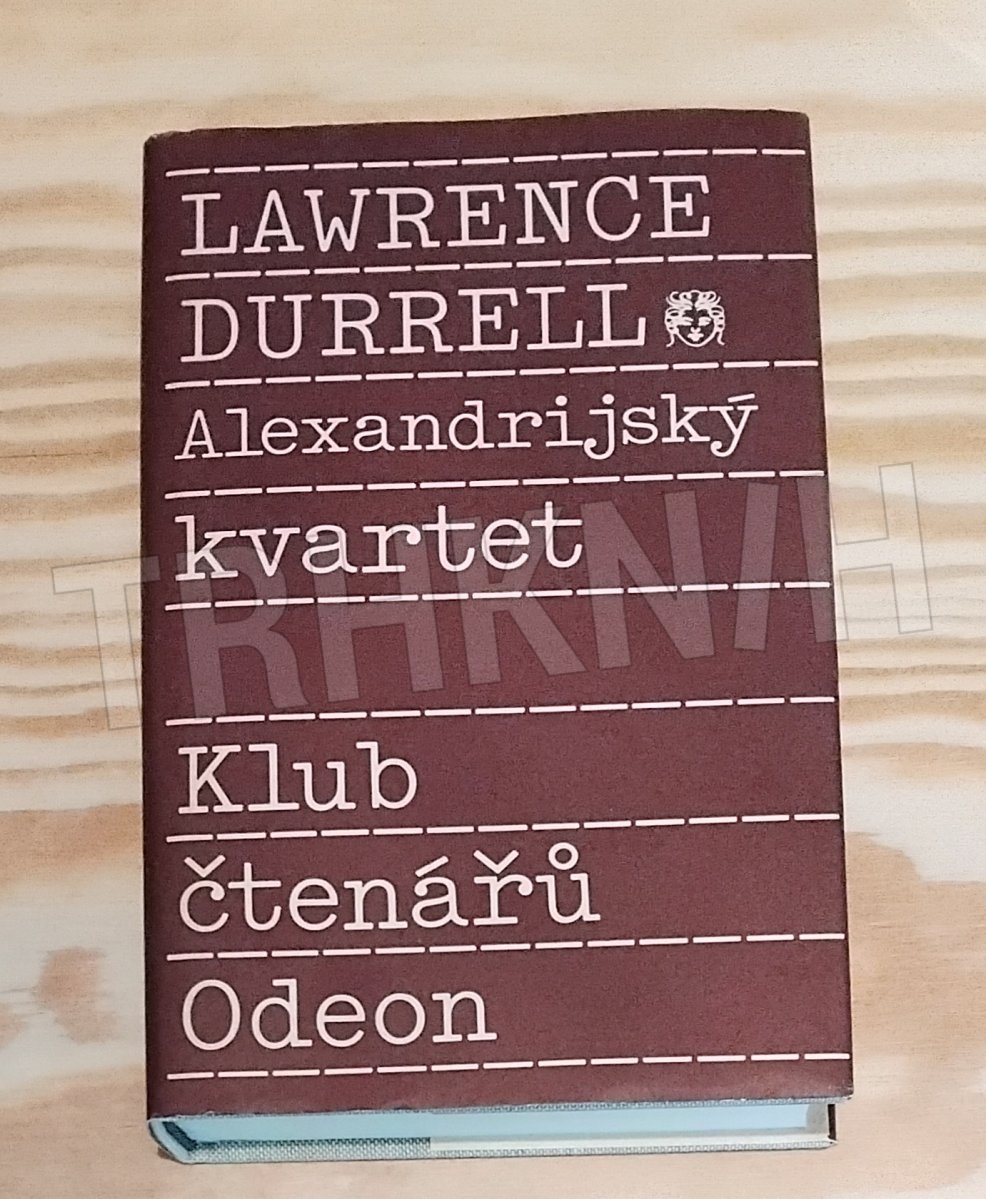 LAWRENCE
DURRELL
Alexandrijský
kvartet
TRHKNIH
Klub
čtenářů
Odeon